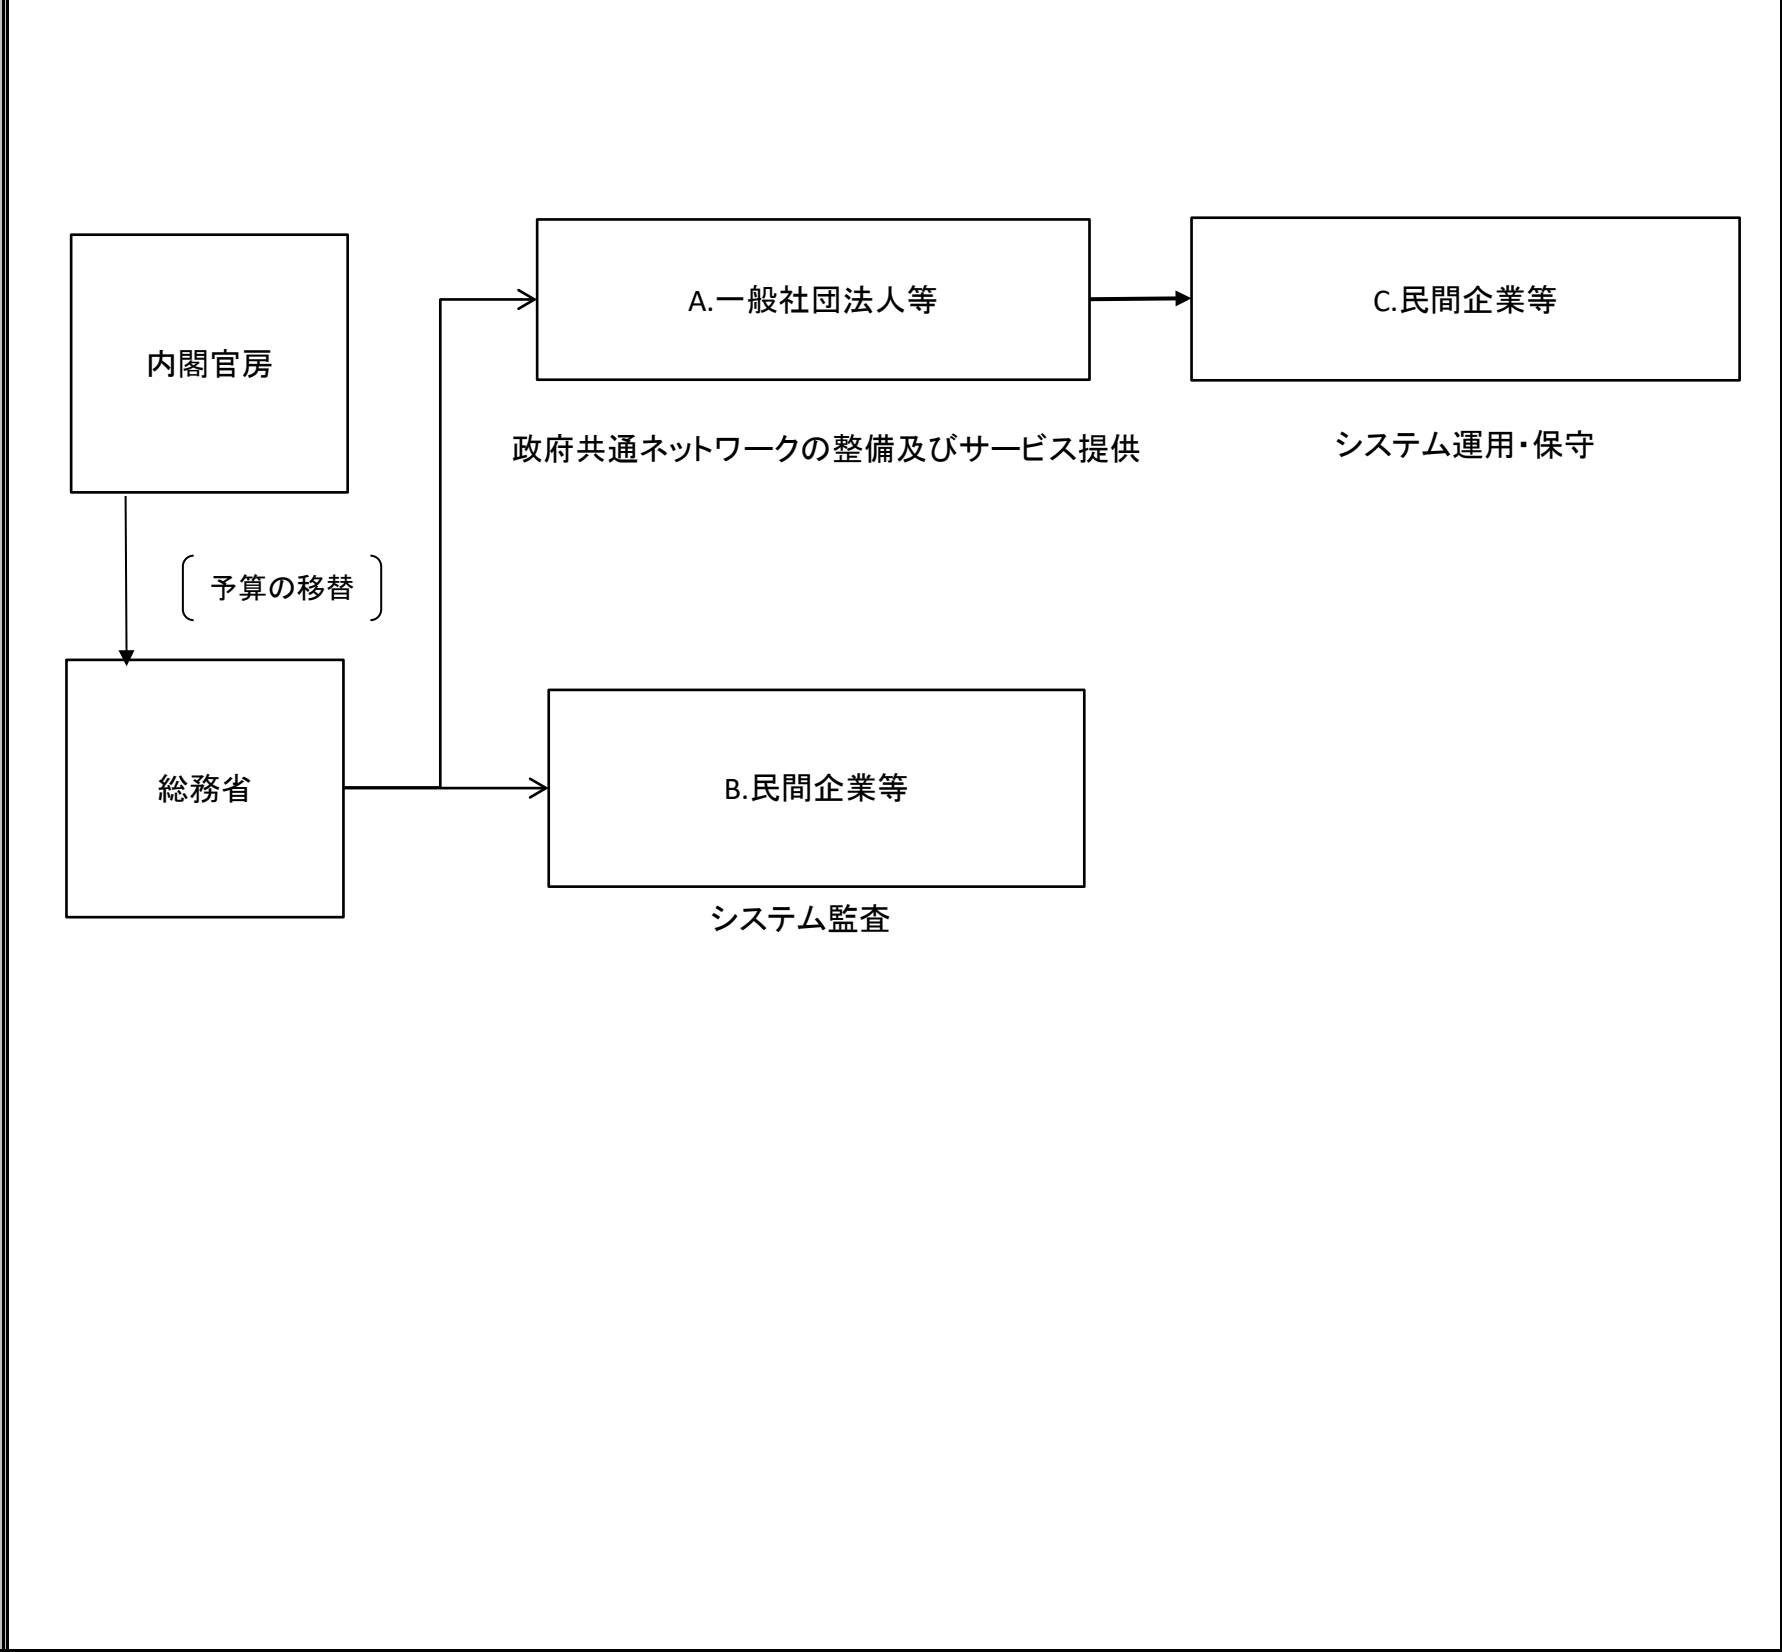 内閣官房
A.一般社団法人等
C.民間企業等
政府共通ネットワークの整備及びサービス提供
システム運用・保守
予算の移替
総務省
B.民間企業等
システム監査